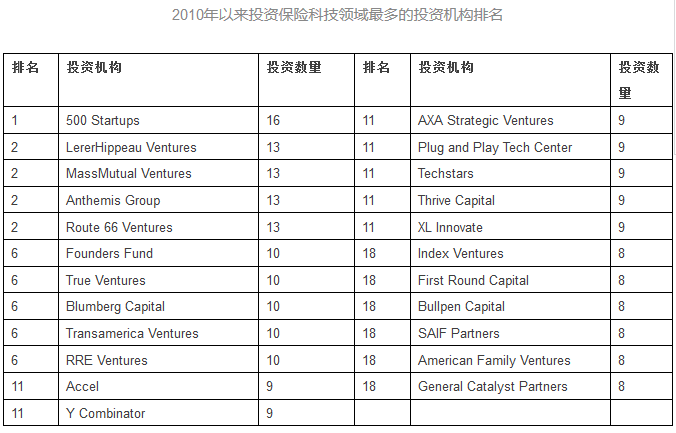 2010年以来投资保险科技领域最多的投资机构排名
排名 投资机构 投资数量 排名 投资机构 投资数
量
1 500 Startups 16 11 AXA Strategic Ventures 9
2 LererHippeau Ventures 13 11 Plug and Play Tech Center 9
2 MassMutual Ventures 13 11 Techstars 9
2 Anthemis Group 13 11 Thrive Capital 9
2 Route 66 Ventures 13 11 XL Innovate 9
6 Founders Fund 10 18 Index Ventures 8
6 True Ventures 10 18 First Round Capital 8
6 Blumberg Capital 10 18 Bullpen Capital 8
6 Transamerica Ventures 10 18 SAIF Partners 8
6 RRE Ventures 10 18 American Family Ventures 8
11 Accel 9 18 General Catalyst Partners 8
11 Y Combinator 9